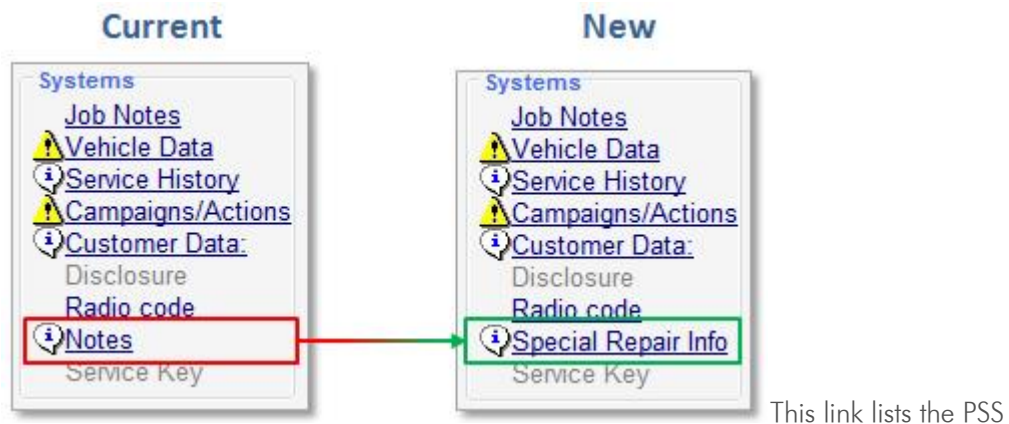 Current
Systems
Job Notes
Vehicle Data
Service History
Campaigns/Actions
Customer Data:
Disclosure
Radio code
Notes
Service Key
New
Systems
Job Notes
Vehicle Data
Service History
Campaigns/Actions
Customer Data:
Disclosure
Radio code
Special Repair Info
Service Key
This link lists the PSS